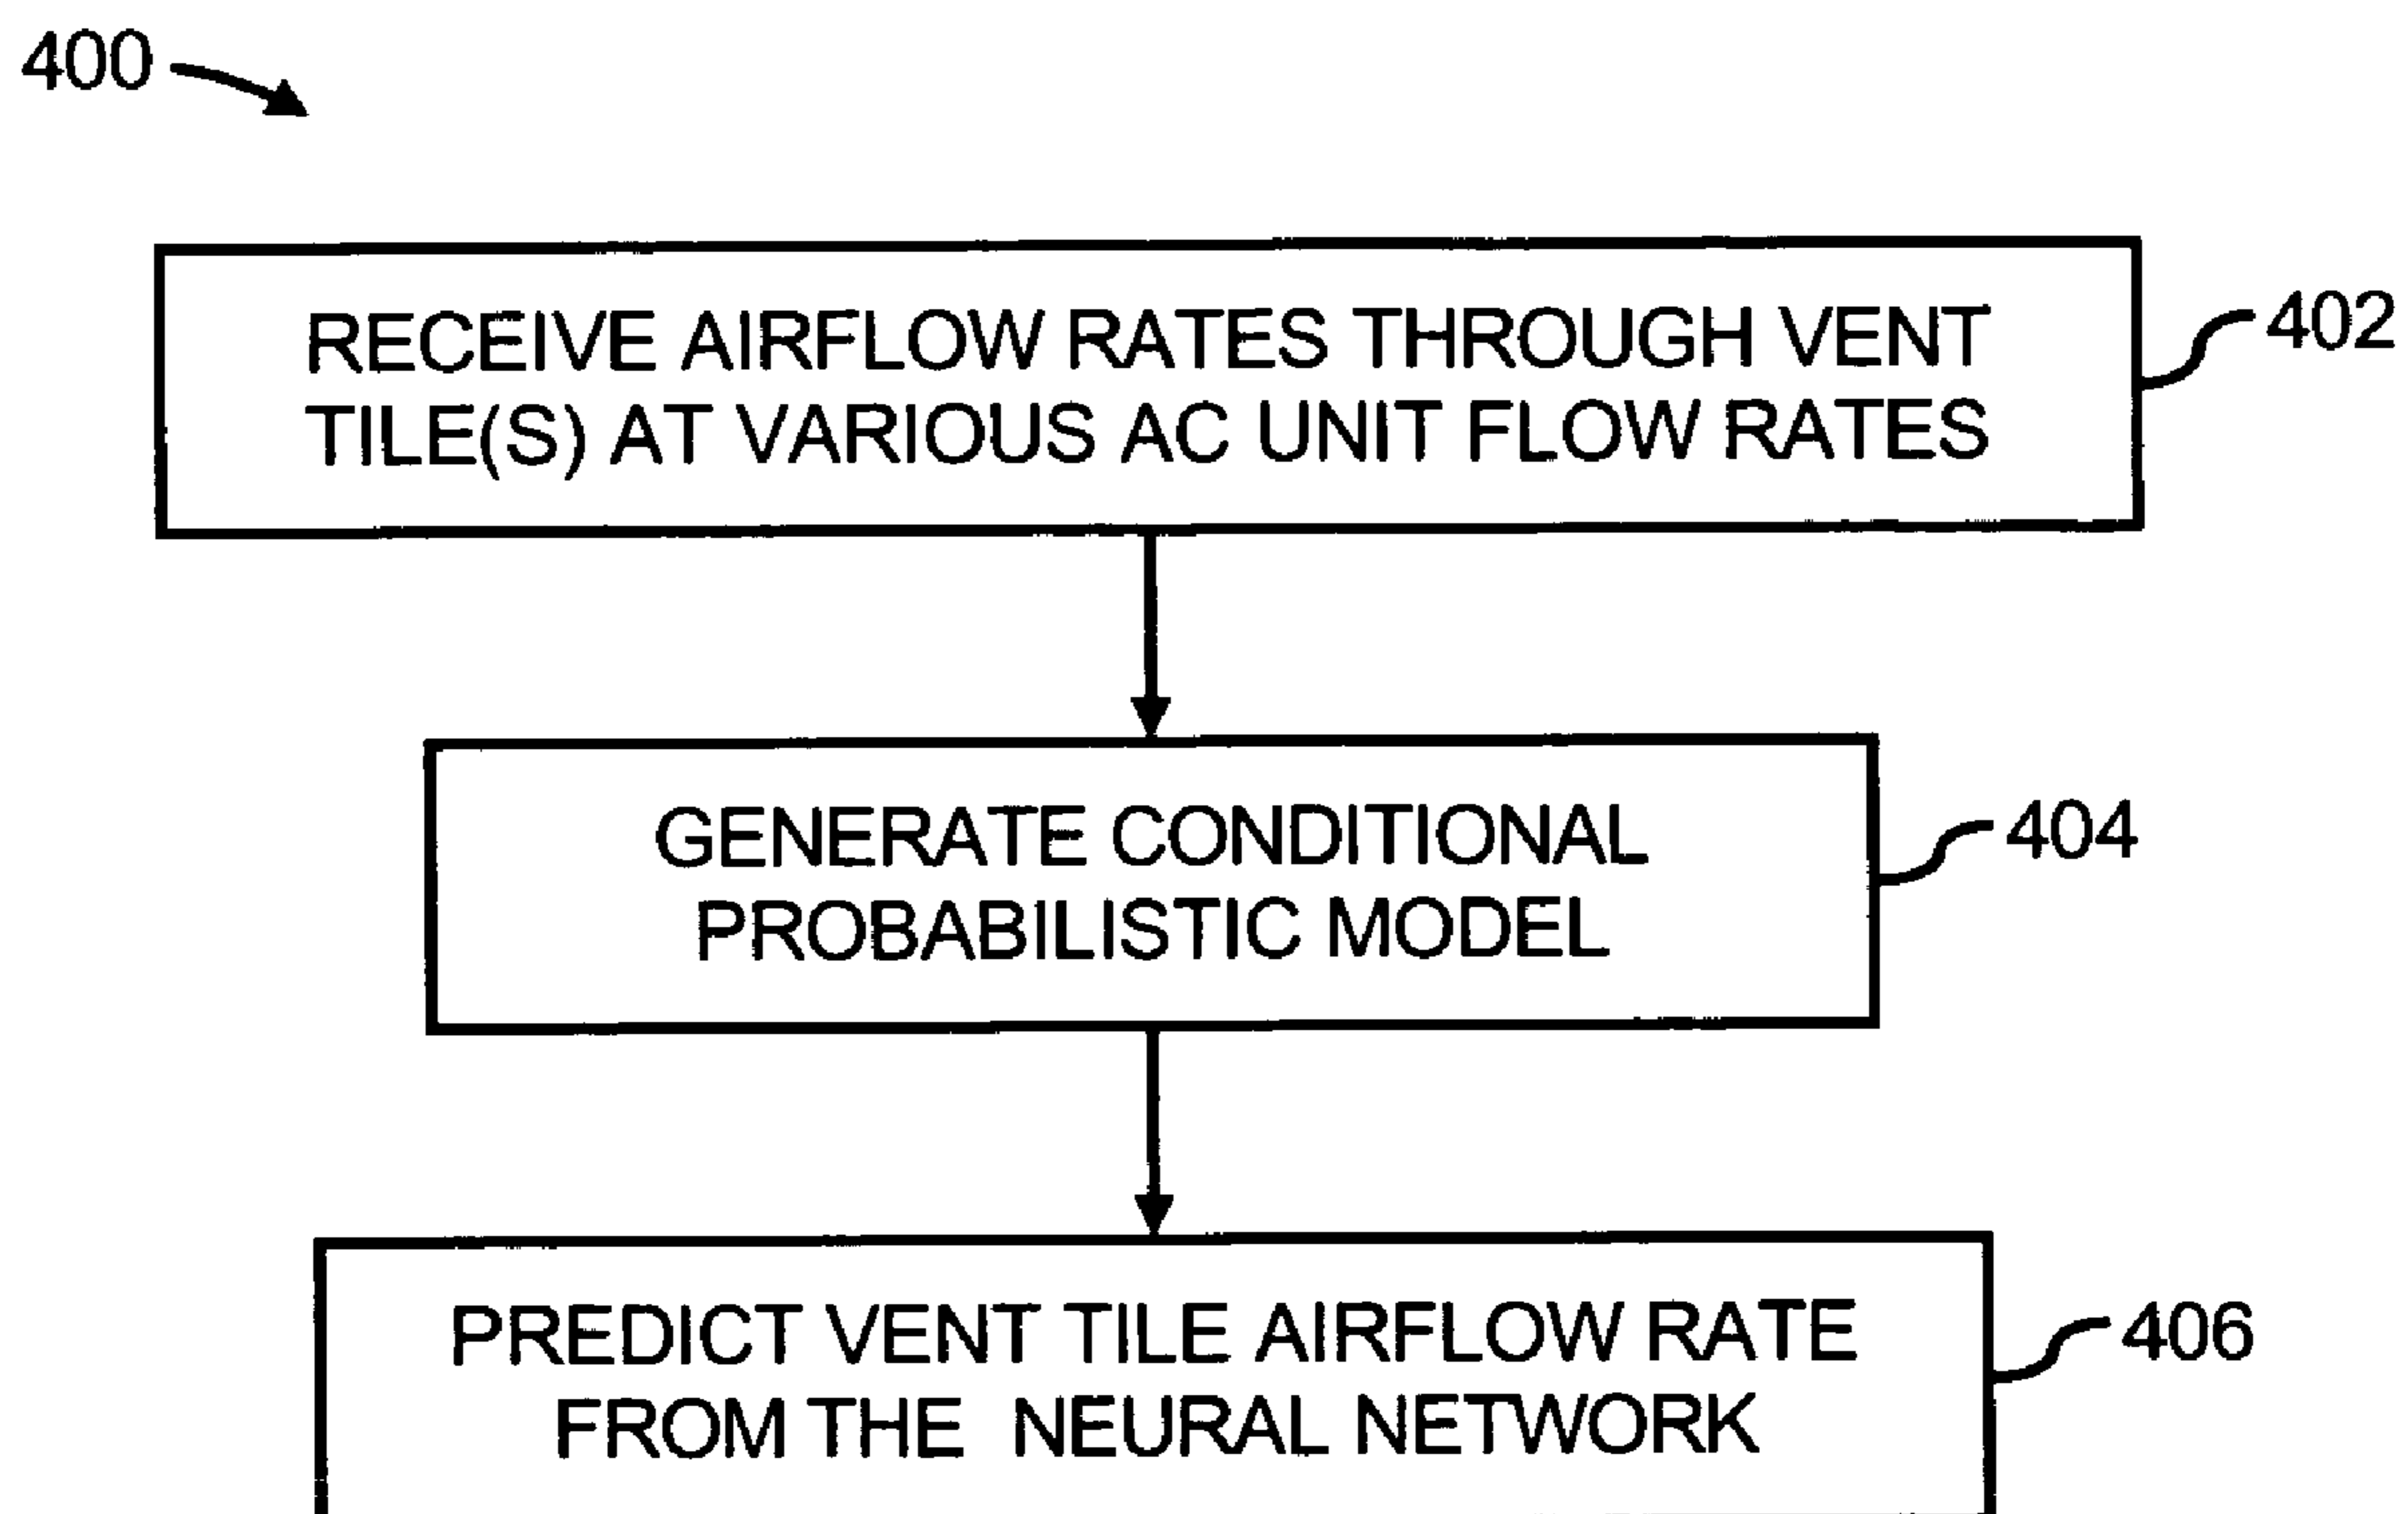 400
RECEIVE AIRFLOW RATES THROUGH VENT
TILE(S) AT VARIOUS AC UNIT FLOW RATES
402
GENERATE CONDITIONAL
PROBABILISTIC MODEL
404
PREDICT VENT TILE AIRFLOW RATE
FROM THE NEURAL NETWORK
406